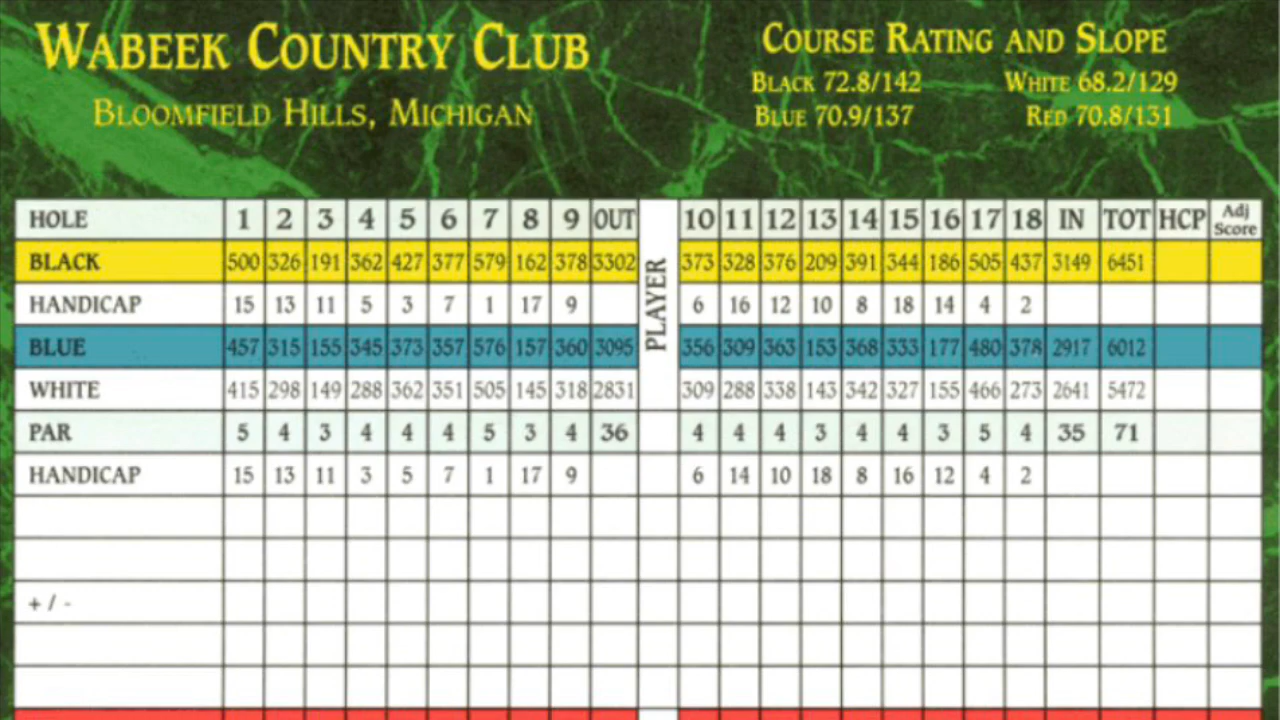 WABEEK COUNTRY CLUB
BLOOMFIELD HILLS, MICHIGAN
COURSE RATING AND SLOPE
BLACK 72.8/142 WHITE 68.2/129
BLUE 70.9/137 RED 70.8/131
HOLE 1 2 3 4 5 6 7 8 9 OUT PLAYER 10 11 12 13 14 15 16 17 18 IN TOT HCP Adj Score
BLACK 500 326 191 362 427 377 579 162 378 3302 373 328 376 209 391 344 186 505 437 3149 6451
HANDICAP 15 13 11 5 3 7 1 17 9 6 16 12 10 8 18 14 4 2
BLUE 457 315 155 345 373 357 576 157 360 3095 356 309 363 153 368 333 177 480 378 2917 6012
WHITE 415 298 149 288 362 351 505 145 318 2831 309 288 338 143 342 327 155 466 273 2641 5472
PAR 5 4 3 4 4 4 5 3 4 36 4 4 4 3 4 4 3 5 4 35 71
HANDICAP 15 13 11 3 5 7 1 17 9 6 14 10 18 8 16 12 4 2
+ / -